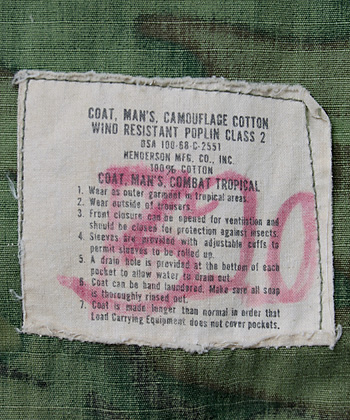 COAT, MAN'S, CAMOUFLAGE COTTON
WIND RESISTANT POPLIN CLASS 2
DSA 100-68-C-2551
HENDERSON MFG. CO., INC.
100% COTTON
COAT, MAN'S, COMBAT TROPICAL
1. Wear as outer garment in tropical areas.
2. Wear outside of trousers.
3. Front closure can be opened for ventilation and
should be closed for protection against insects.
4. Sleeves are provided with adjustable cuffs to
permit sleeves to be rolled up.
5. A drain hole is provided at the bottom of each
pocket to allow water to drain out.
6. Coat can be hand laundered. Make sure all soap
is thoroughly rinsed out.
7. Coat is made longer than normal in order that
Load Carrying Equipment does not cover pockets.